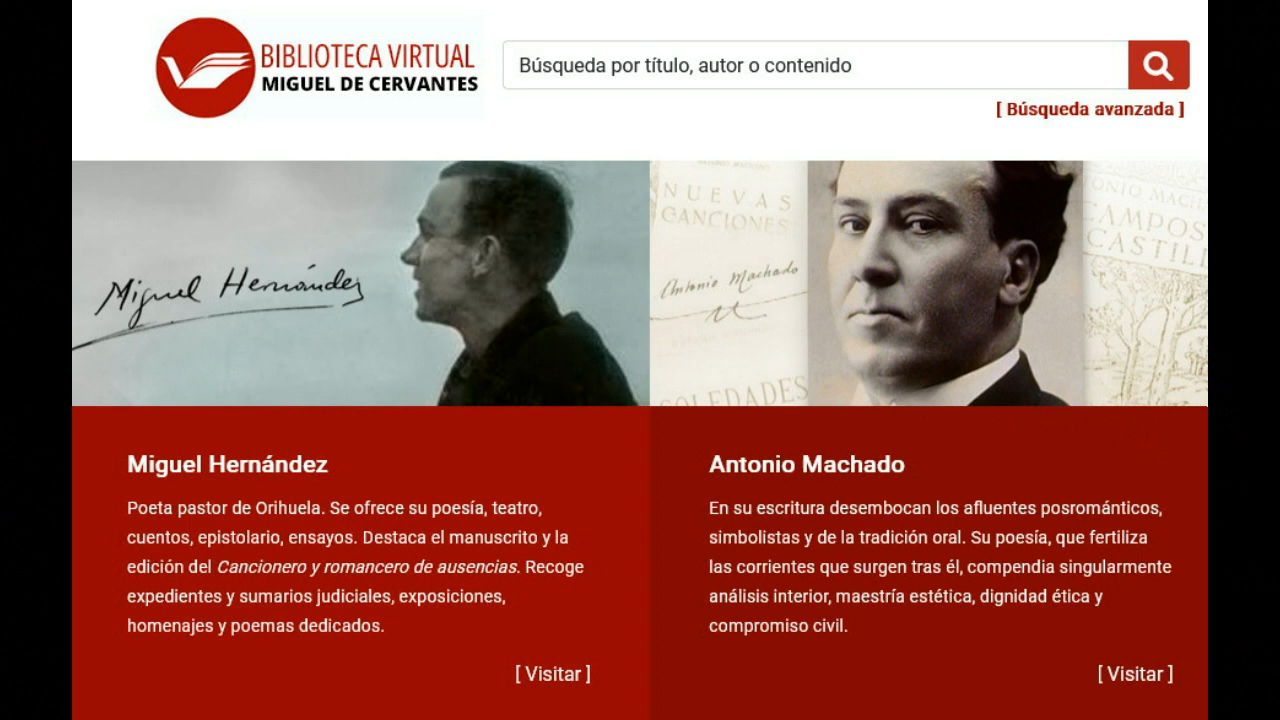 BIBLIOTECA VIRTUAL
MIGUEL DE CERVANTES
Búsqueda por título, autor o contenido
[ Búsqueda avanzada ]
Miguel Hernández
NUEVAS
CANCIONES
Antonio Machado
SOLEDADES
CAMPOS
CASTILL
Miguel Hernández
Poeta pastor de Orihuela. Se ofrece su poesía, teatro,
cuentos, epistolario, ensayos. Destaca el manuscrito y la
edición del Cancionero y romancero de ausencias. Recoge
expedientes y sumarios judiciales, exposiciones,
homenajes y poemas dedicados.
[ Visitar ]
Antonio Machado
En su escritura desembocan los afluentes posrománticos,
simbolistas y de la tradición oral. Su poesía, que fertiliza
las corrientes que surgen tras él, compendia singularmente
análisis interior, maestría estética, dignidad ética y
compromiso civil.
[ Visitar ]